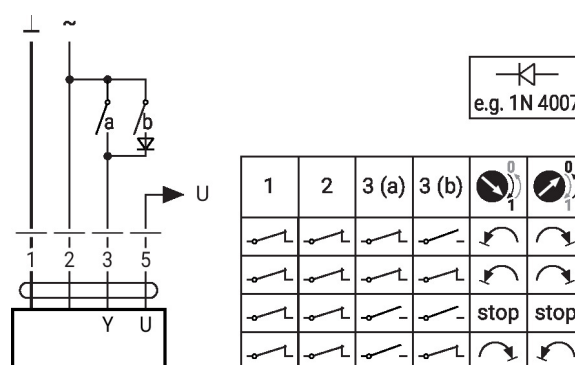 ⊥ ~
a b
e.g. 1N 4007
U
1 2 3 5
Y U
1 2 3 (a) 3 (b) 0 1 0 1
stop stop